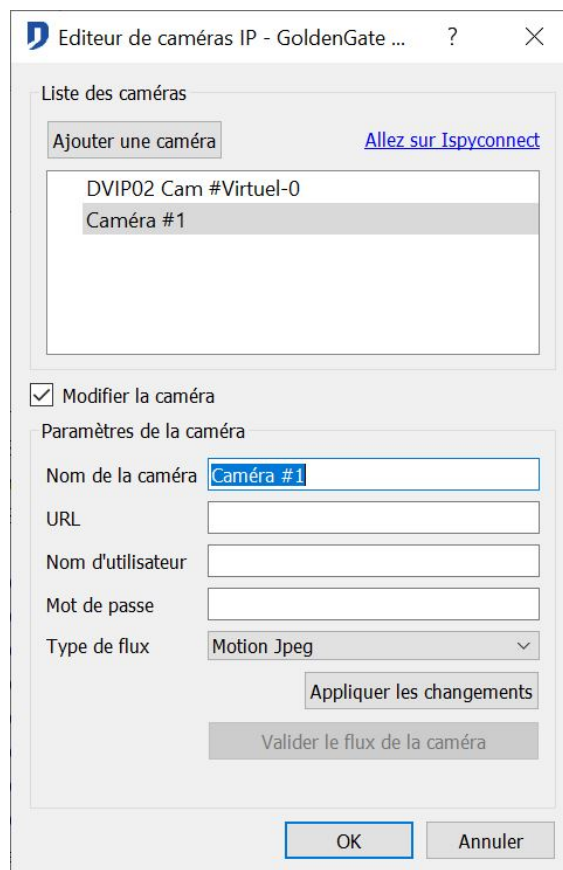 Editeur de caméras IP - GoldenGate ... ?
Liste des caméras
Ajouter une caméra Allez sur Ispyconnect
DVIP02 Cam #Virtuel-0
Caméra #1
Modifier la caméra
Paramètres de la caméra
Nom de la caméra Caméra #1
URL
Nom d'utilisateur
Mot de passe
Type de flux Motion Jpeg
Appliquer les changements
Valider le flux de la caméra
OK Annuler